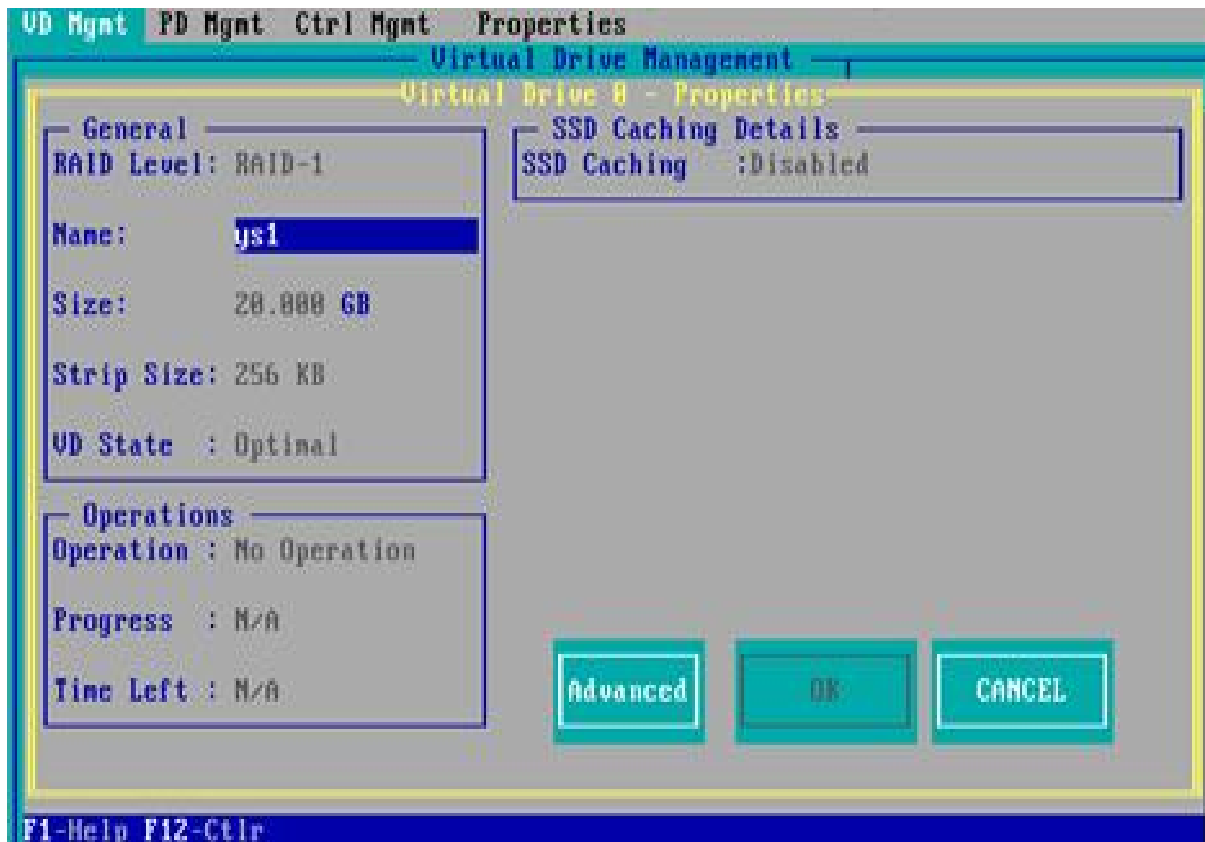 VD Mgmt PD Mgmt Ctrl Mgmt Properties
Virtual Drive Management
Virtual Drive 0 - Properties
General
RAID Level: RAID-1
Name: ys1
Size: 20.000 GB
Strip Size: 256 KB
VD State : Optimal
Operations
Operation : No Operation
Progress : N/A
Time Left : N/A
SSD Caching Details
SSD Caching :Disabled
Advanced
OK
CANCEL
F1-Help F12-Ctlr